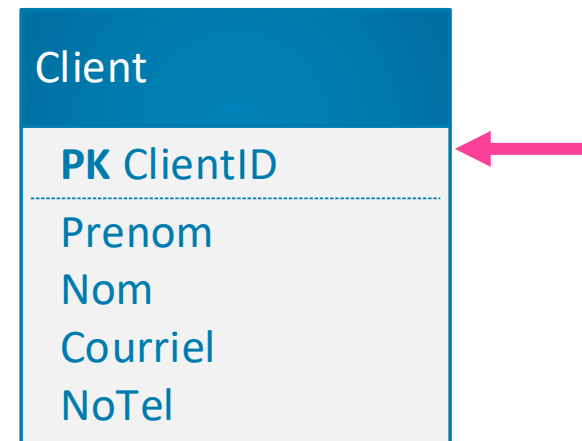 Client
PK ClientID
Prenom
Nom
Courriel
NoTel